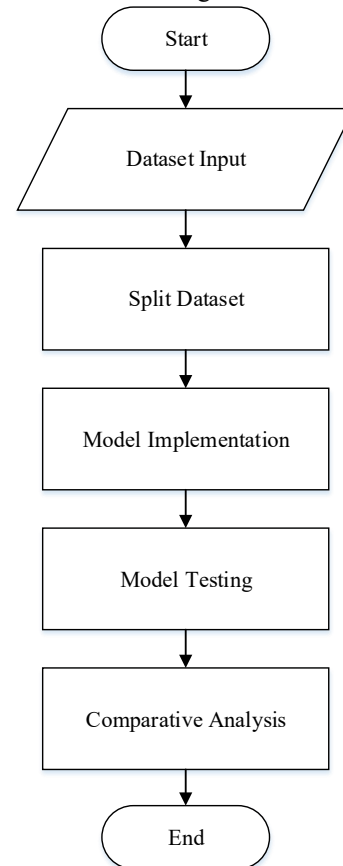 Start
Dataset Input
Split Dataset
Model Implementation
Model Testing
Comparative Analysis
End